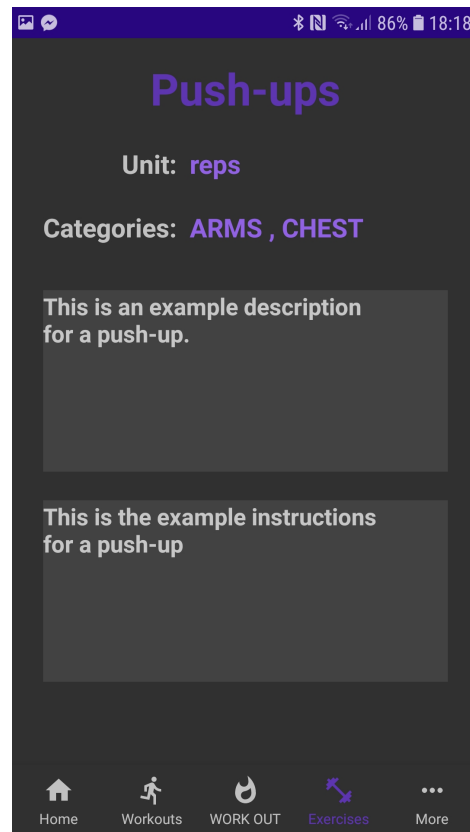 86% 18:18
Push-ups
Unit: reps
Categories: ARMS , CHEST
This is an example description
for a push-up.
This is the example instructions
for a push-up
Home Workouts WORK OUT Exercises More